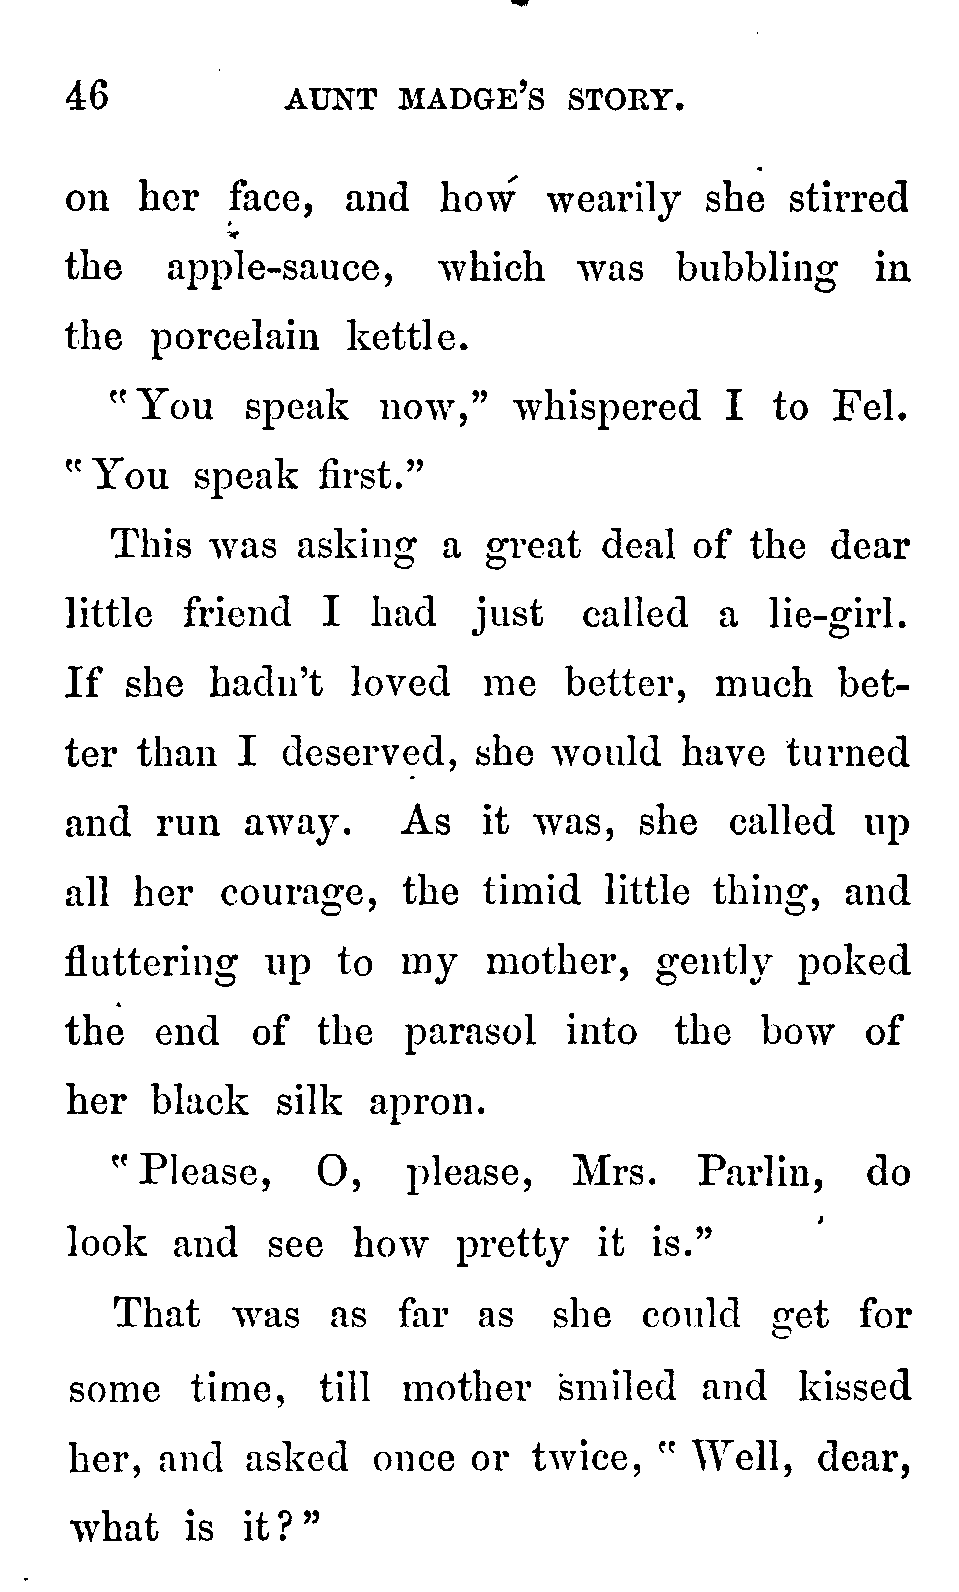 46 AUNT MADGE'S STORY.
on her face, and how wearily she stirred
the apple-sauce, which was bubbling in
the porcelain kettle.
"You speak now," whispered I to Fel.
"You speak first."
This was asking a great deal of the dear
little friend I had just called a lie-girl.
If she hadn't loved me better, much bet-
ter than I deserved, she would have turned
and run away. As it was, she called up
all her courage, the timid little thing, and
fluttering up to my mother, gently poked
the end of the parasol into the bow of
her black silk apron.
"Please, O, please, Mrs. Parlin, do
look and see how pretty it is."
That was as far as she could get for
some time, till mother smiled and kissed
her, and asked once or twice, "Well, dear,
what is it?"